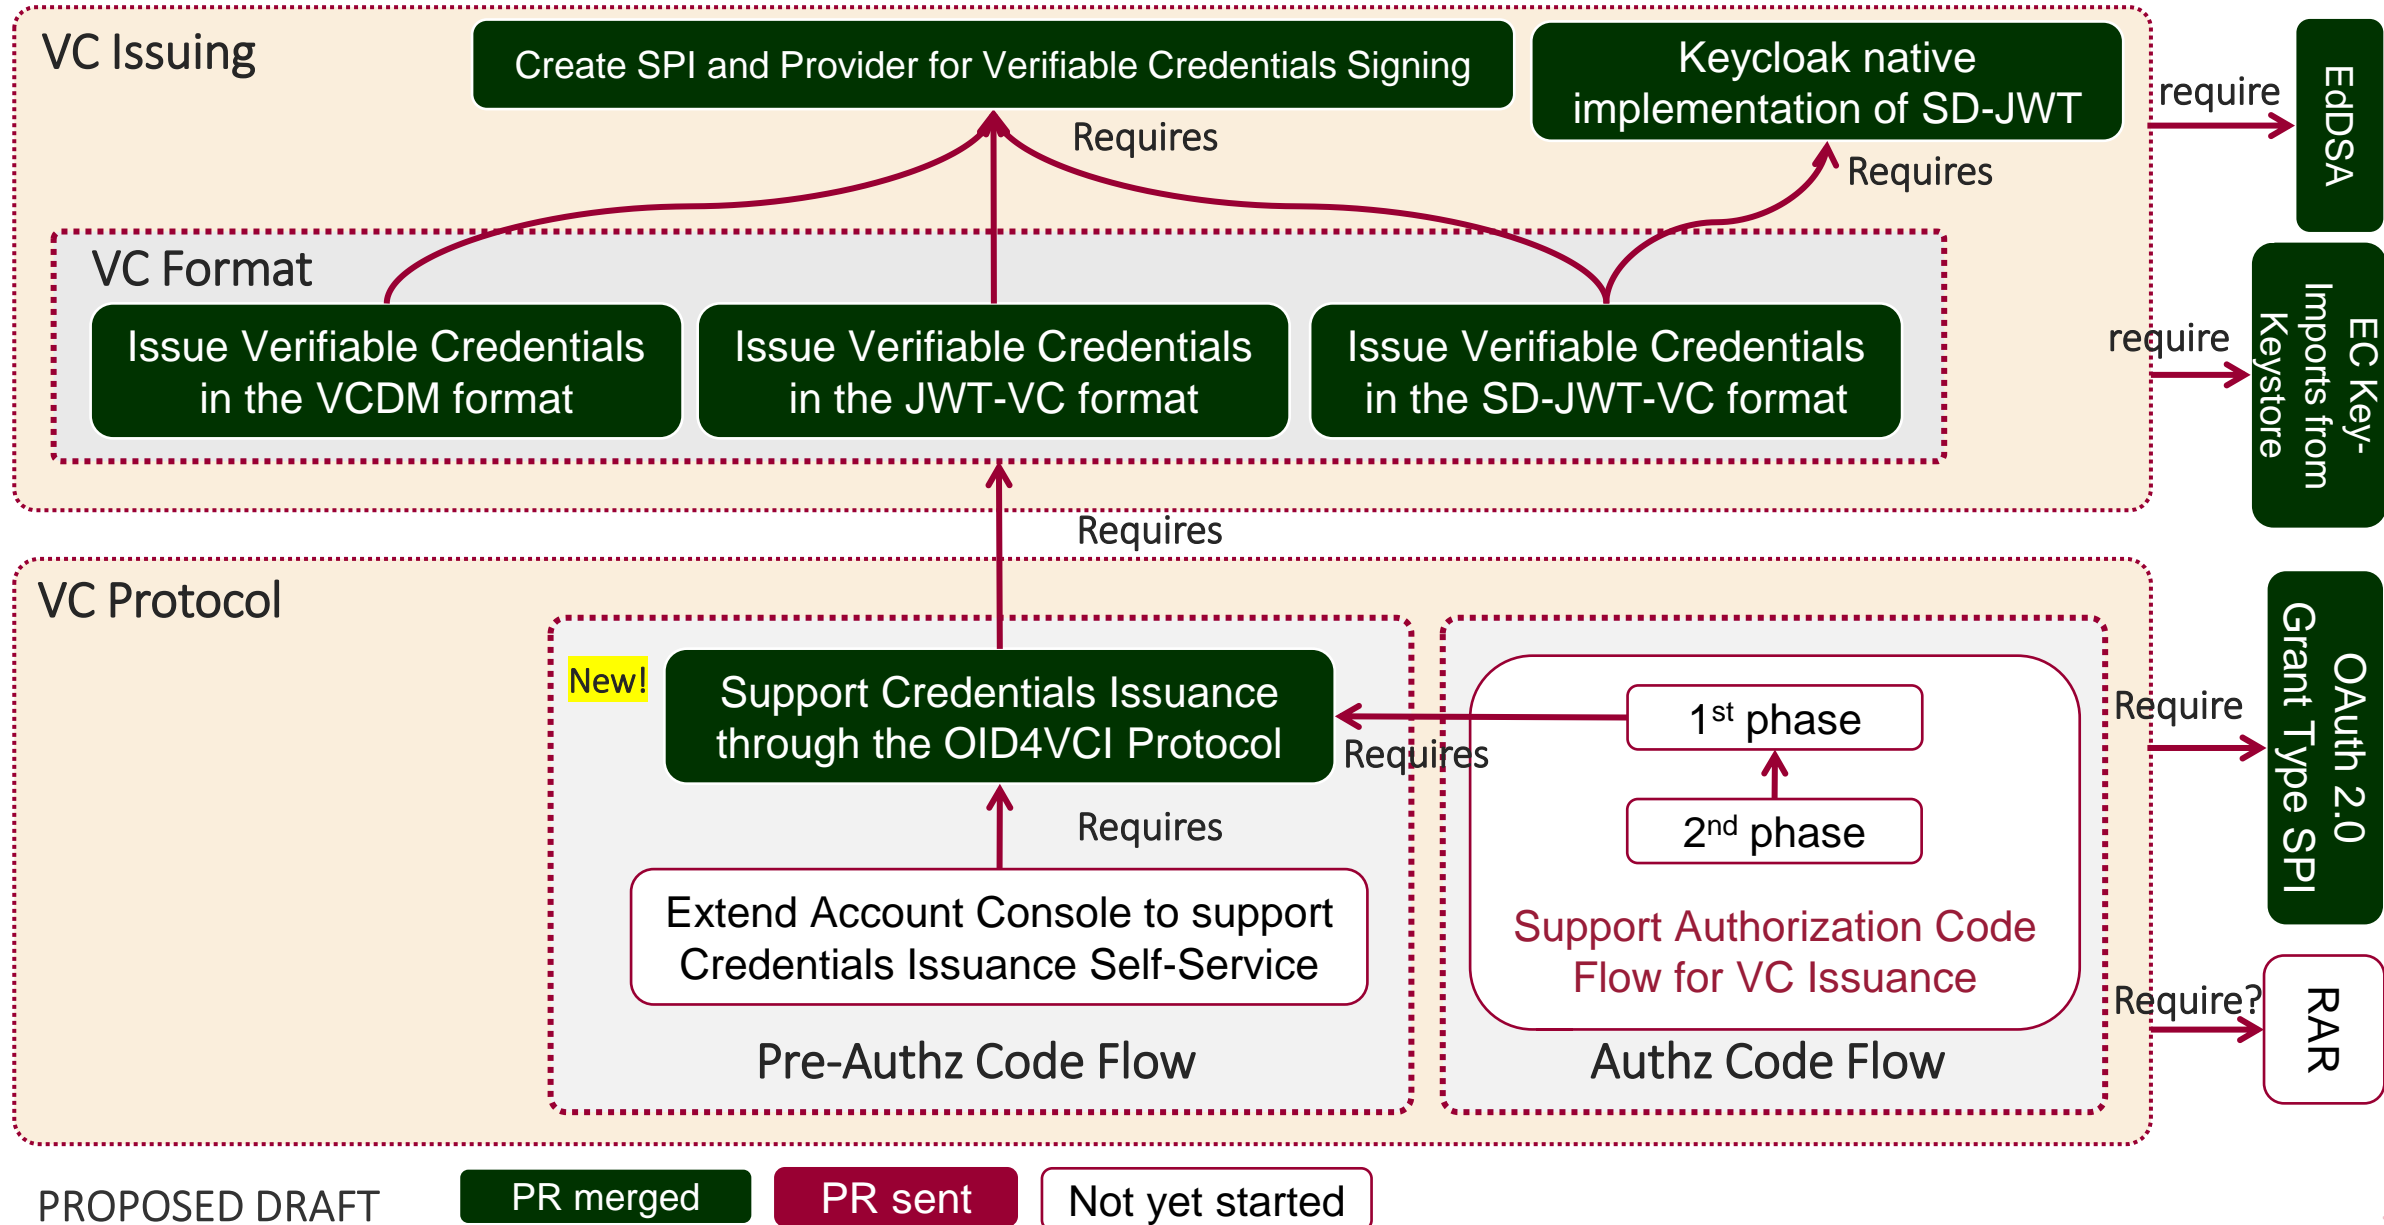 VC Issuing
Create SPI and Provider for Verifiable Credentials Signing
Keycloak native
implementation of SD-JWT
require
EdDSA
Requires
Requires
VC Format
Issue Verifiable Credentials
in the VCDM format
Issue Verifiable Credentials
in the JWT-VC format
Issue Verifiable Credentials
in the SD-JWT-VC format
require
EC Key-
Imports from
Keystore
Requires
VC Protocol
New!
Support Credentials Issuance
through the OID4VCI Protocol
1st phase
Requires
2nd phase
Require
OAuth 2.0
Grant Type SPI
Requires
Extend Account Console to support
Credentials Issuance Self-Service
Support Authorization Code
Flow for VC Issuance
Require?
RAR
Pre-Authz Code Flow
Authz Code Flow
PROPOSED DRAFT
PR merged
PR sent
Not yet started